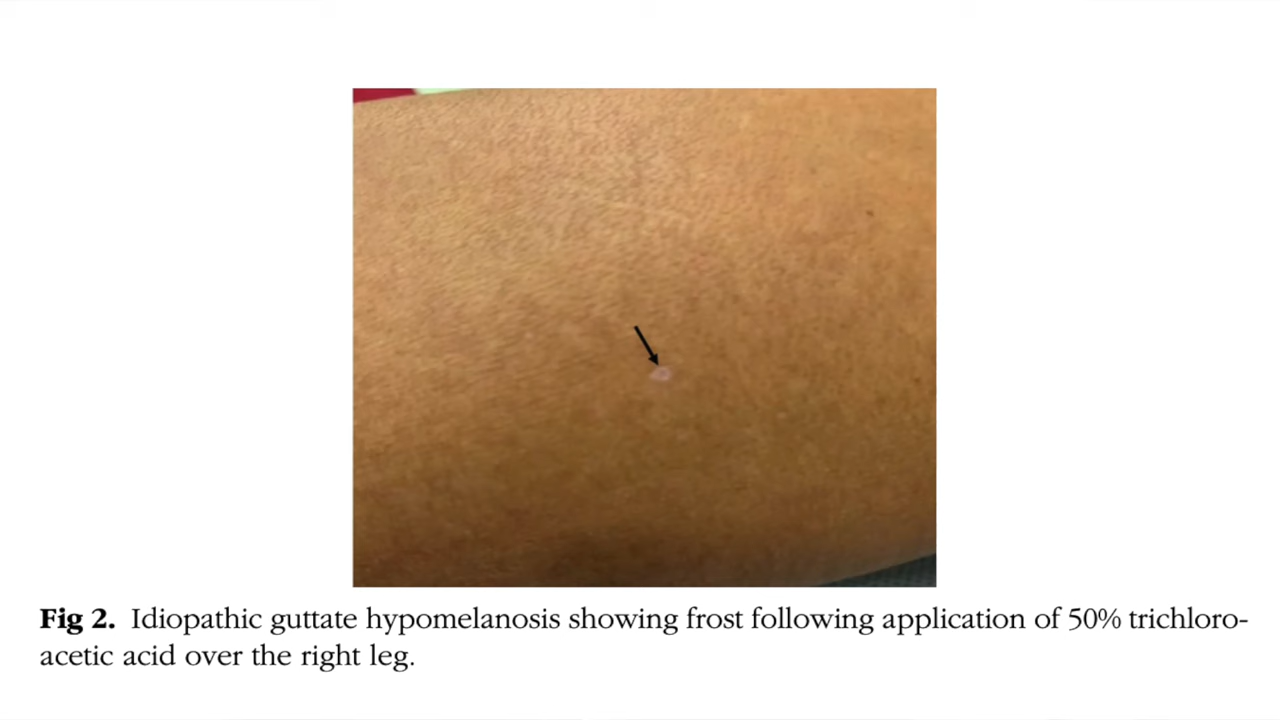 Fig 2. Idiopathic guttate hypomelanosis showing frost following application of 50% trichloro-
acetic acid over the right leg.